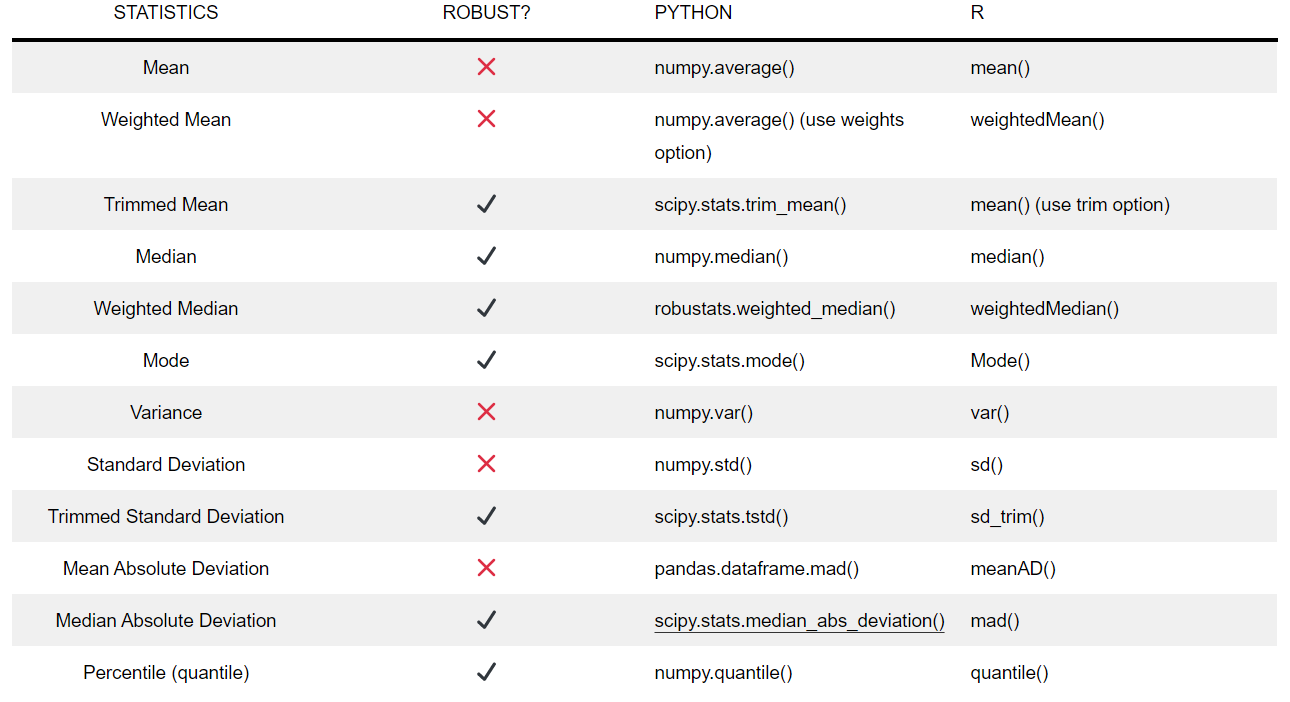 STATISTICS ROBUST? PYTHON R
Mean ❌ numpy.average() mean()
Weighted Mean ❌ numpy.average() (use weights weightedMean()
option)
Trimmed Mean ✔ scipy.stats.trim_mean() mean() (use trim option)
Median ✔ numpy.median() median()
Weighted Median ✔ robustats.weighted_median() weightedMedian()
Mode ✔ scipy.stats.mode() Mode()
Variance ❌ numpy.var() var()
Standard Deviation ❌ numpy.std() sd()
Trimmed Standard Deviation ✔ scipy.stats.tstd() sd_trim()
Mean Absolute Deviation ❌ pandas.dataframe.mad() meanAD()
Median Absolute Deviation ✔ scipy.stats.median_abs_deviation() mad()
Percentile (quantile) ✔ numpy.quantile() quantile()